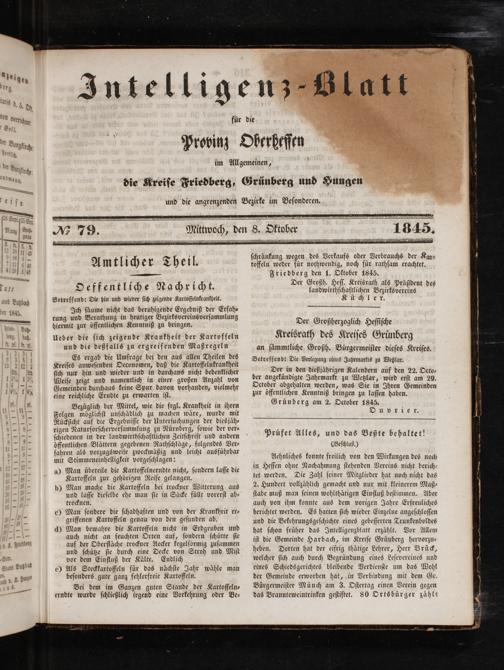 Intelligenz-Blatt
für die
Provinz Oberhessen
im Allgemeinen,
die Kreise Friedberg, Grünberg und Hungen
und die angrenzenden Bezirke im Besonderen.
№ 79. Mittwoch, den 8. Oktober 1845.
Amtlicher Theil.
Oeffentliche Nachricht.
Betreffend: Die hin und wieder sich zeigende Kartoffelkrankheit.
Ich säume nicht das beruhigende Ergebniß der Erfah-
rung und Berathung in heutiger Bezirksvereinsversammlung
hiermit zur öffentlichen Kenntniß zu bringen.
Ueber die sich zeigende Krankheit der Kartoffeln
und die deßfalls zu ergreifenden Maßregeln
Es ergab die Umfrage bei den aus allen Theilen des
Kreises anwesenden Oeconomen, daß die Kartoffelkrankheit
sich nur hin und wieder und in durchaus nicht bedenklicher
Weise zeigt und namentlich in einer großen Anzahl von
Gemeinden durchaus keine Spur davon vorhanden, vielmehr
eine reichliche Erndte zu erwarten ist.
Bezüglich der Mittel, wie die fragl. Krankheit in ihren
Folgen möglichst unschädlich zu machen wäre, wurde mit
Rücksicht auf die Ergebnisse der Unterсuchungen der diesjäh-
rigen Naturforscherversammlung zu Nürnberg, sowie der ver-
schiedenen in der landwirthschaftlichen Zeitschrift und andern
öffentlichen Blättern gegebenen Rathschläge, folgendes Ver-
fahren als vorzugsweise zweckmäßig und leicht ausführbar
mit Stimmeneinhelligkeit vorgeschlagen:
a) Man übereile die Kartoffelnerndte nicht, sondern lasse die
Kartoffeln zur gehörigen Reife gelangen.
b) Man mache die Kartoffeln bei trockner Witterung aus
und lasse dieselbe ehe man sie in Säcke füllt vorerst ab-
trocknen.
c) Man sondere die schadhaften und von der Krankheit er-
griffenen Kartoffeln genau von den gesunden ab.
d) Man bewahre die Kartoffeln nicht in Erdgruben und
auch nicht an feuchten Orten auf, sondern schütte sie
auf der Oberfläche trockner Aecker kegelförmig zusammen
und schütze sie durch eine Decke von Stroh und Mist
vor dem Einfluß der Kälte. Endlich
e) Als Steckkartoffeln für das nächste Jahr wähle man
besonders ganz gang fehlerfreie Kartoffeln.
Bei dem im Ganzen guten Stande der Kartoffeln-
erndte wurde schließlich irgend eine Vorkehrung oder Be-
schränkung wegen des Verkaufs oder Verbrauchs der Kar-
toffeln weder für nothwendig, noch für rathsam erachtet.
Friedberg den 1. Oktober 1845.
Der Großh. Hess. Kreisrath als Präsident des
landwirthschaftlichen Bezirksvereins
Küchler.
Der Großherzoglich Hessische
Kreisrath des Kreises Grünberg
an sämmtliche Großh. Bürgermeister dieses Kreises.
Betreffend: Die Verlegung eines Jahrmarkts zu Wetzlar.
Der in den diesjährigen Kalendern auf den 22. Octo-
ber angekündigte Jahrmarkt zu Wetzlar, wird erst am 29.
October abgehalten werden, was Sie in Ihren Gemeinden
zur öffentlichen Kenntniß bringen zu lassen haben.
Grünberg am 2. October 1845.
Ouvrier.
Prüfet Alles, und das Beste behaltet!
(Beschluß.)
Aehnliches konnte freilich von den Wirkungen des noch
in Hessen ohne Nachahmung stehenden Vereins nicht berich-
tet werden. Die Zahl seiner Mitglieder hat noch nicht das
2. Hundert vollzählich gemacht und nur mit kleineren Maß-
stabe muß man seinen wohlthätigen Einfluß bestimmen. Aber
auch von ihm konnte aus dem vorigen Jahre Erfreuliches
berichtet werden. Es hatten sich wieder Einzelne angeschlossen
und die Bekehrungsgeschichte eines gebesserten Trunkenboldes
hat schon früher das Intelligenzblatt erzählt. Vor Allem
ist die Gemeinde Harbach, im Kreise Grünberg hervorzu-
heben. Dorten hat der eifrig thätige Lehrer, Herr Brück,
welcher sich auch durch Begründung eines Lesevereines und
eines Schiedsgerichtes bleibende Verdienste um das Wohl
der Gemeinde erworben hat, in Verbindung mit dem Gr.
Bürgermeister Münch am 3. Ostertag einen Verein gegen
das Branntweintrinken gestiftet. 80 Ortsbürger zählt